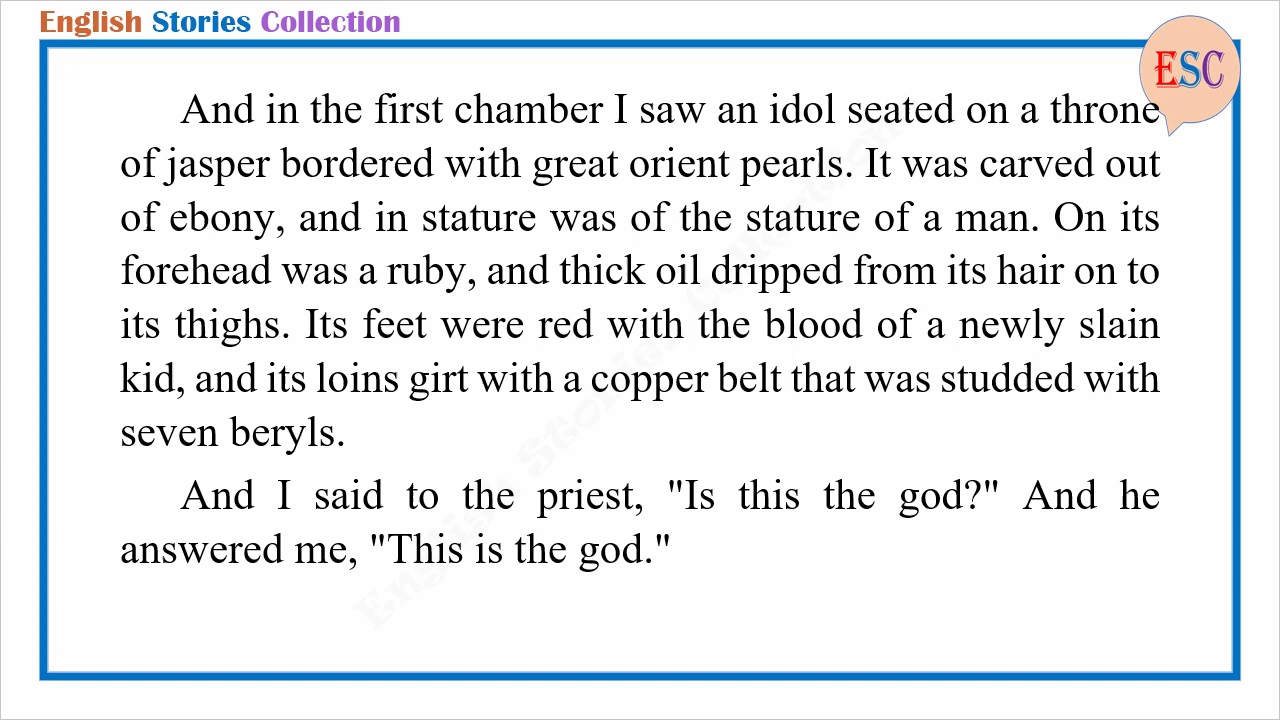 English Stories Collection
ESC
And in the first chamber I saw an idol seated on a throne
of jasper bordered with great orient pearls. It was carved out
of ebony, and in stature was of the stature of a man. On its
forehead was a ruby, and thick oil dripped from its hair on to
its thighs. Its feet were red with the blood of a newly slain
kid, and its loins girt with a copper belt that was studded with
seven beryls.
And I said to the priest, "Is this the god?" And he
answered me, "This is the god."
English Stories Collection